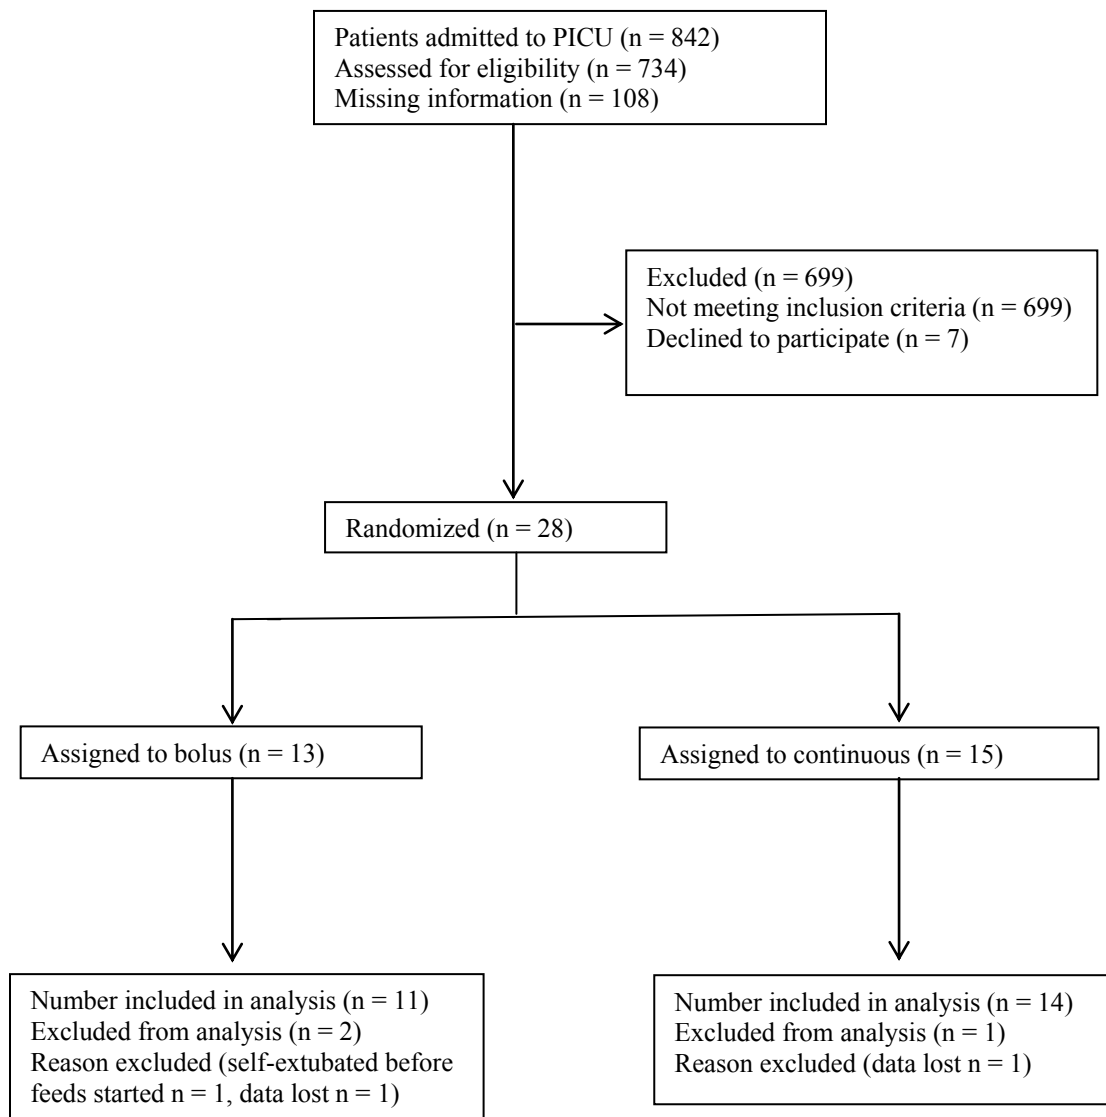 Patients admitted to PICU (n = 842)
Assessed for eligibility (n = 734)
Missing information (n = 108)
Excluded (n = 699)
Not meeting inclusion criteria (n = 699)
Declined to participate (n = 7)
Randomized (n = 28)
Assigned to bolus (n = 13)
Assigned to continuous (n = 15)
Number included in analysis (n = 11)
Excluded from analysis (n = 2)
Reason excluded (self-extubated before
feeds started n = 1, data lost n = 1)
Number included in analysis (n = 14)
Excluded from analysis (n = 1)
Reason excluded (data lost n = 1)